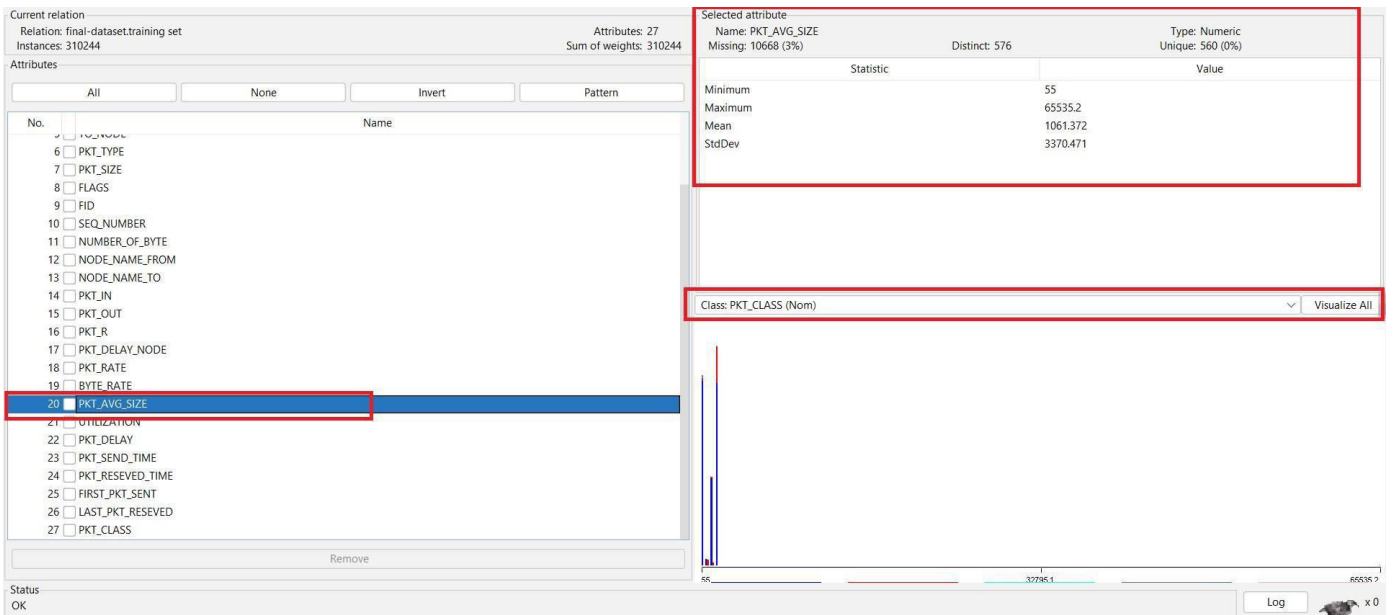 Current relation
Relation: final-dataset.training set
Attributes: 27
Instances: 310244
Sum of weights: 310244
Attributes
All
None
Invert
Pattern
No.
Name
5 TO_NODE
6 PKT_TYPE
7 PKT_SIZE
8 FLAGS
9 FID
10 SEQ_NUMBER
11 NUMBER_OF_BYTE
12 NODE_NAME_FROM
13 NODE_NAME_TO
14 PKT_IN
15 PKT_OUT
16 PKT_R
17 PKT_DELAY_NODE
18 PKT_RATE
19 BYTE_RATE
20 PKT_AVG_SIZE
21 UTILIZATION
22 PKT_DELAY
23 PKT_SEND_TIME
24 PKT_RESEVED_TIME
25 FIRST_PKT_SENT
26 LAST_PKT_RESEVED
27 PKT_CLASS
Remove
Status
OK
Selected attribute
Name: PKT_AVG_SIZE
Type: Numeric
Missing: 10668 (3%)
Distinct: 576
Unique: 560 (0%)
Statistic
Value
Minimum 55
Maximum 65535.2
Mean 1061.372
StdDev 3370.471
Class: PKT_CLASS (Nom)
Visualize All
55
32795.1
65535.2
Log
x 0